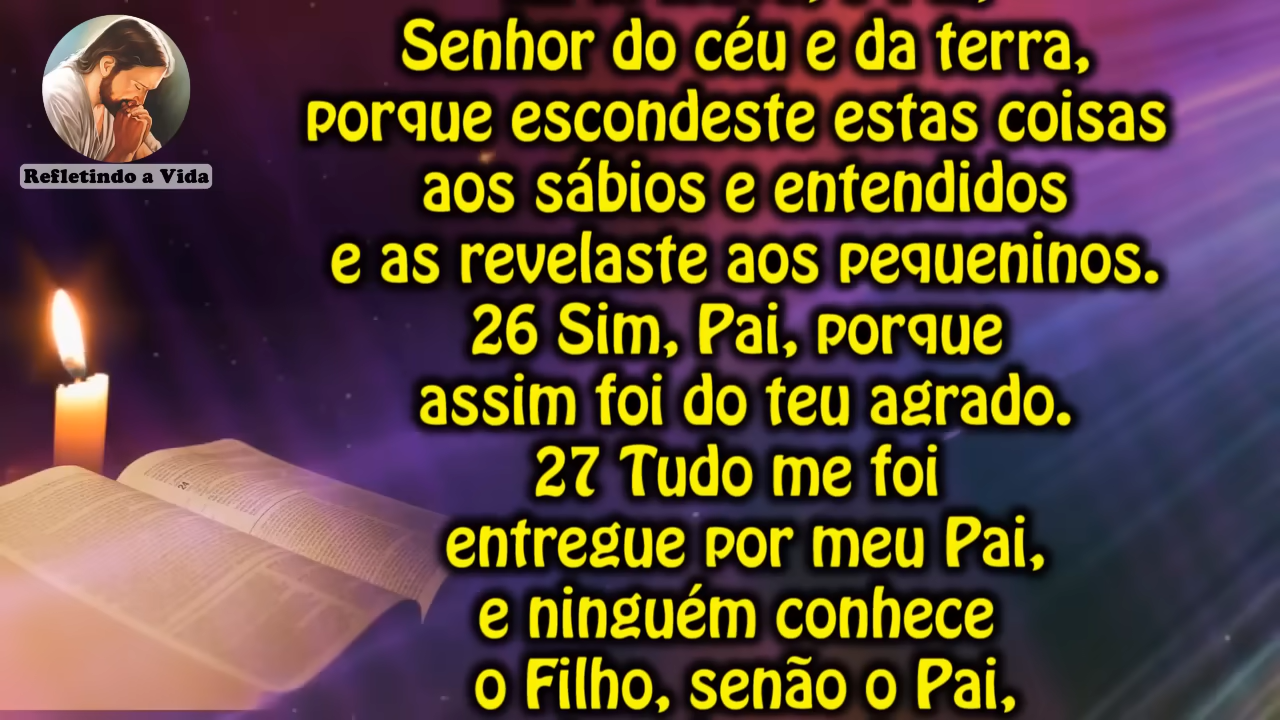 Refletindo a Vida
Senhor do céu e da terra,
porque escondeste estas coisas
aos sábios e entendidos
e as revelaste aos pequeninos.
26 Sim, Pai, porque
assim foi do teu agrado.
27 Tudo me foi
entregue por meu Pai,
e ninguém conhece
o Filho, senão o Pai,